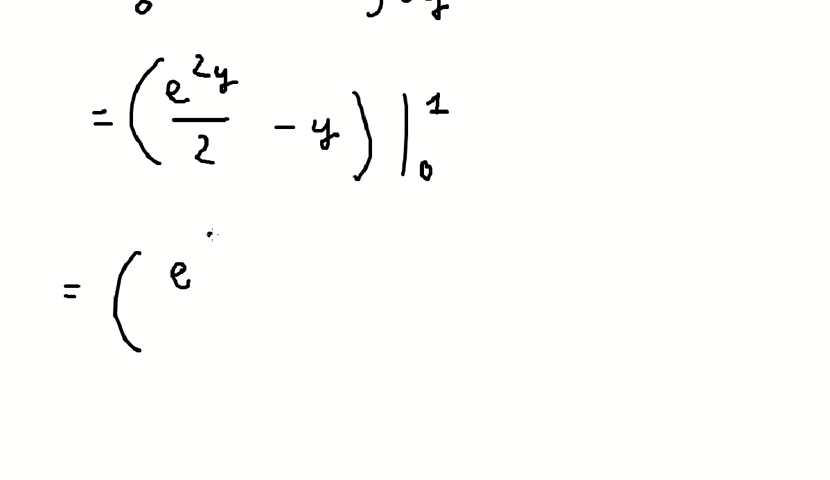 = (e^{2y}/2 - y) |_0^1
= ( e